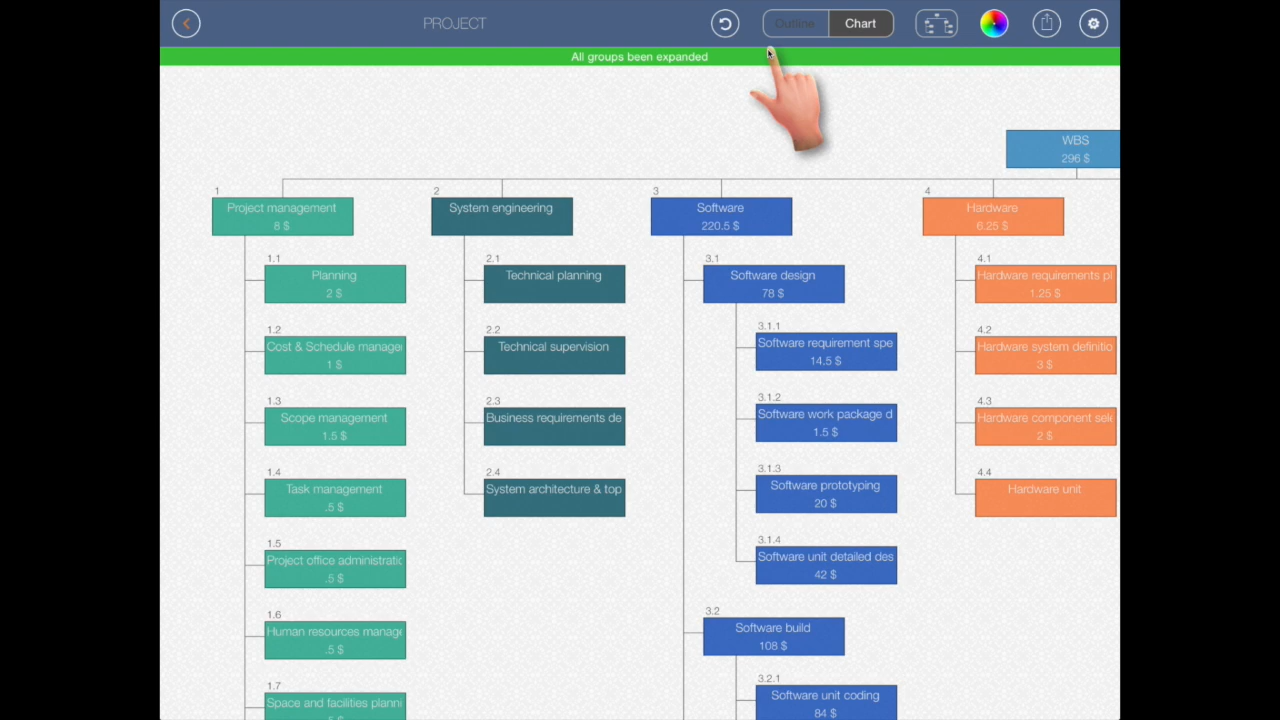 PROJECT
Outline
Chart
All groups been expanded
WBS
296 $
1
Project management
8 $
1.1
Planning
2 $
1.2
Cost & Schedule manage
1 $
1.3
Scope management
1.5 $
1.4
Task management
.5 $
1.5
Project office administratio
.5 $
1.6
Human resources manage
.5 $
1.7
Space and facilities planni
.5 $
2
System engineering
2.1
Technical planning
2.2
Technical supervision
2.3
Business requirements de
2.4
System architecture & top
3
Software
220.5 $
3.1
Software design
78 $
3.1.1
Software requirement spe
14.5 $
3.1.2
Software work package d
1.5 $
3.1.3
Software prototyping
20 $
3.1.4
Software unit detailed des
42 $
3.2
Software build
108 $
3.2.1
Software unit coding
84 $
4
Hardware
6.25 $
4.1
Hardware requirements pl
1.25 $
4.2
Hardware system definitio
3 $
4.3
Hardware component sele
2 $
4.4
Hardware unit